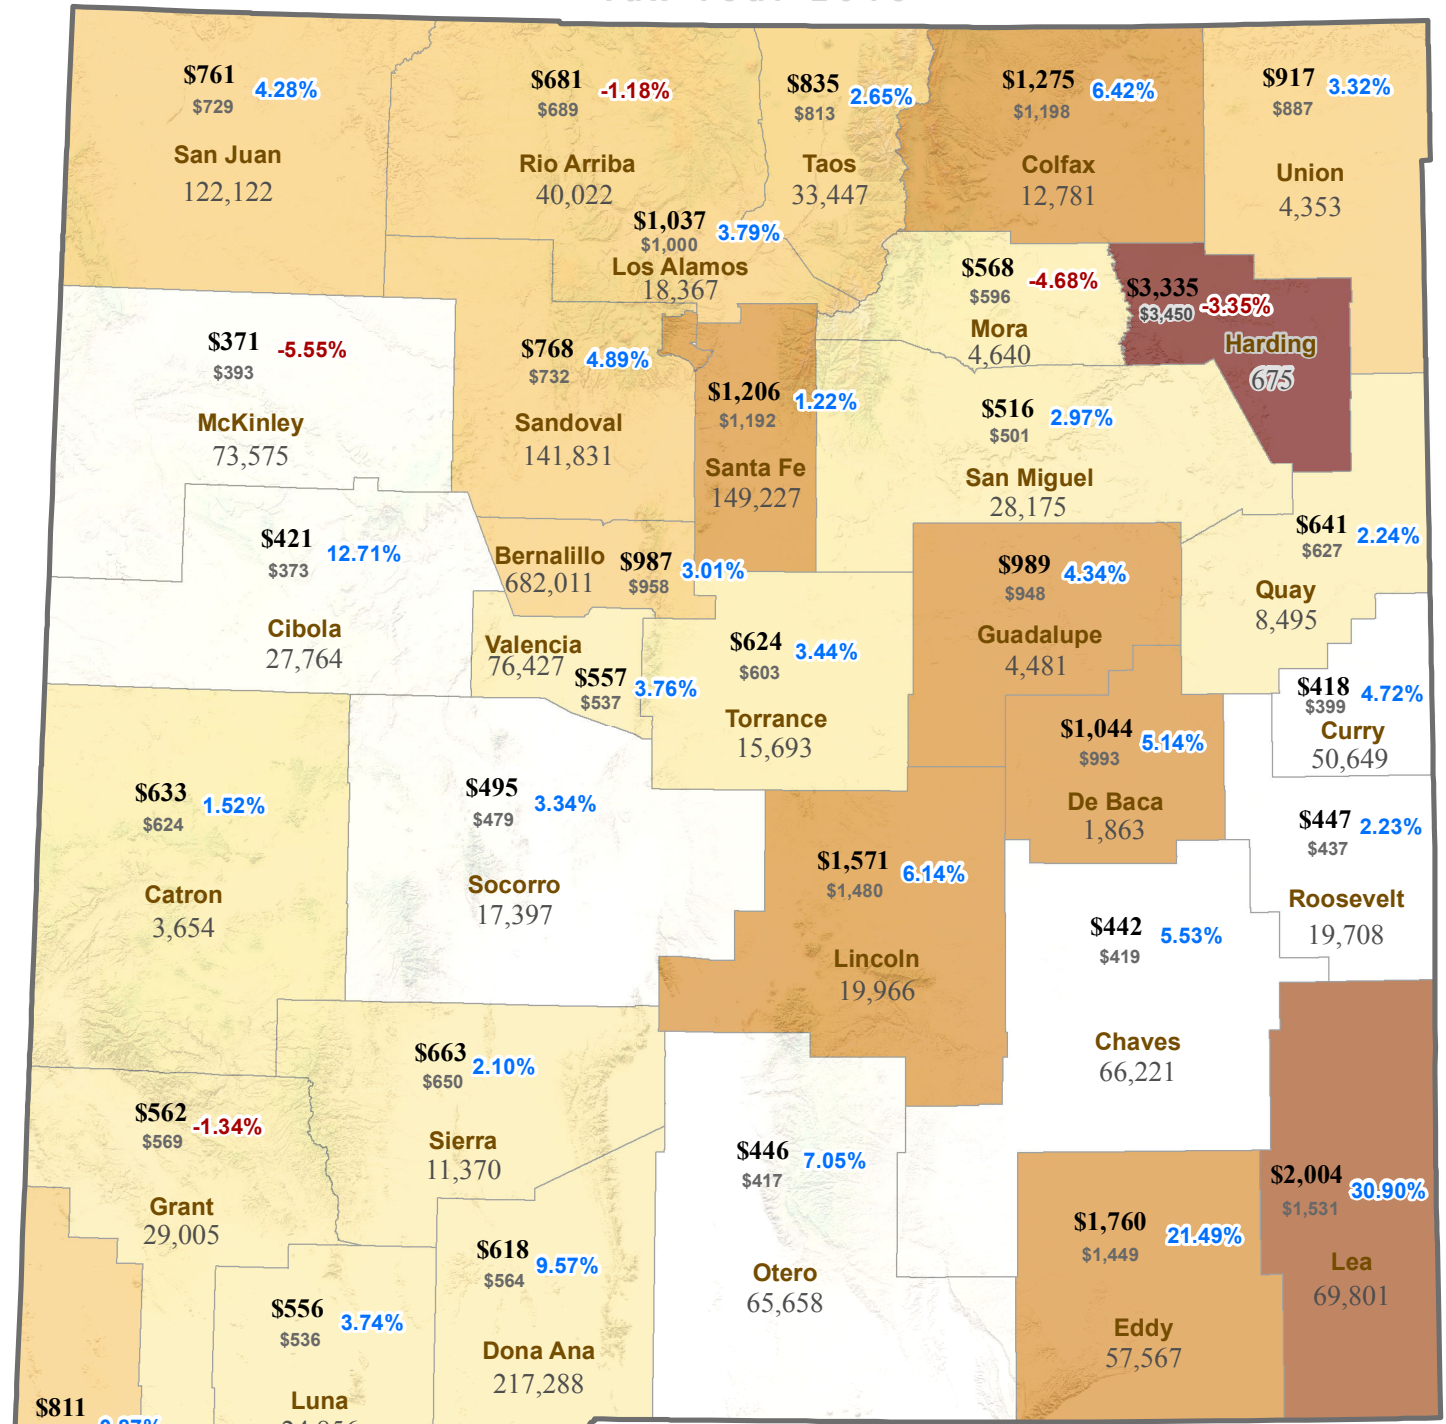 $761 4.28%
$729
San Juan
122,122
$681 -1.18%
$689
Rio Arriba
40,022
$835 2.65%
$813
Taos
33,447
$1,275 6.42%
$1,198
Colfax
12,781
$917 3.32%
$887
Union
4,353
$1,037 3.79%
$1,000
Los Alamos
18,367
$568 -4.68%
$596
Mora
4,640
$3,335 -3.35%
$3,450
Harding
675
$371 -5.55%
$393
McKinley
73,575
$768 4.89%
$732
Sandoval
141,831
$1,206 1.22%
$1,192
Santa Fe
149,227
$516 2.97%
$501
San Miguel
28,175
$421 12.71%
$373
Cibola
27,764
Bernalillo $987 3.01%
682,011 $958
$989 4.34%
$948
Guadalupe
4,481
$641 2.24%
$627
Quay
8,495
Valencia
76,427 $557 3.76%
$537
$624 3.44%
$603
Torrance
15,693
$418 4.72%
$399
Curry
50,649
$1,044 5.14%
$993
De Baca
1,863
$633 1.52%
$624
Catron
3,654
$495 3.34%
$479
Socorro
17,397
$447 2.23%
$437
Roosevelt
19,708
$1,571 6.14%
$1,480
Lincoln
19,966
$442 5.53%
$419
Chaves
66,221
$663 2.10%
$650
Sierra
11,370
$562 -1.34%
$569
Grant
29,005
$446 7.05%
$417
Otero
65,658
$2,004 30.90%
$1,531
Lea
69,801
$1,760 21.49%
$1,449
Eddy
57,567
$618 9.57%
$564
Dona Ana
217,288
$556 3.74%
$536
Luna
$811